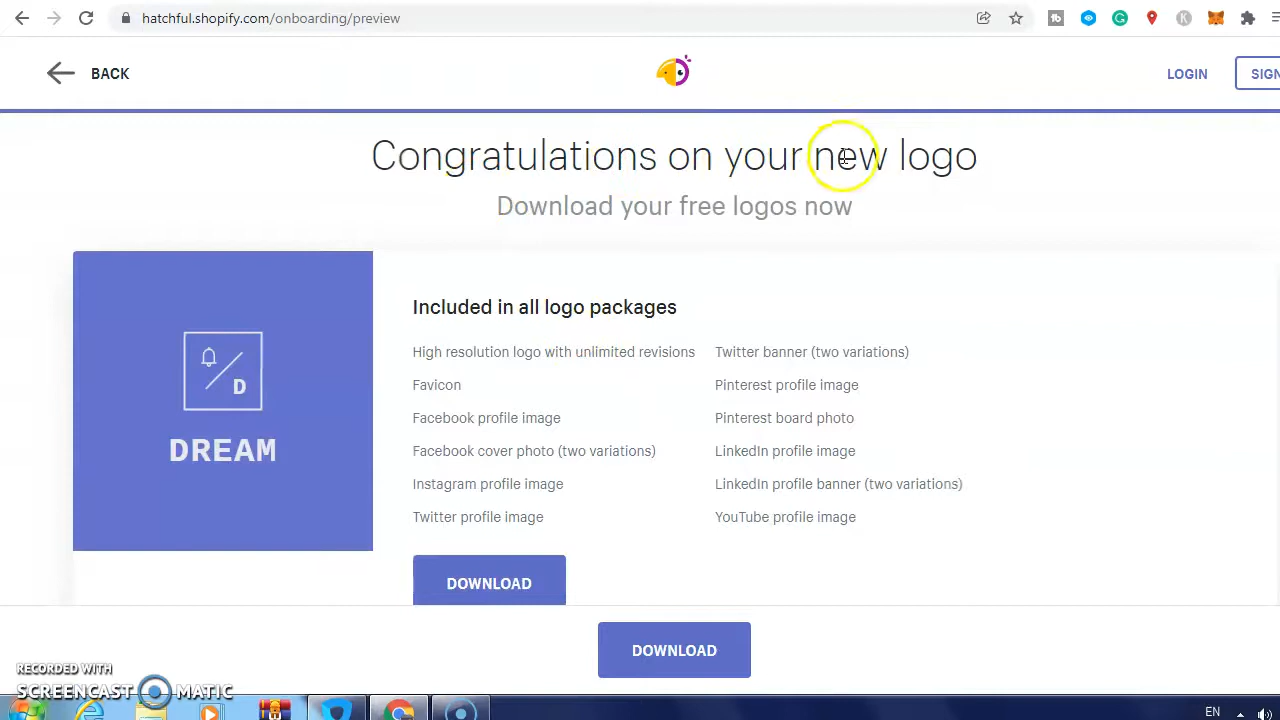 hatchful.shopify.com/onboarding/preview
BACK
LOGIN
SIGN
Congratulations on your new logo
Download your free logos now
D
DREAM
Included in all logo packages
High resolution logo with unlimited revisions
Favicon
Facebook profile image
Facebook cover photo (two variations)
Instagram profile image
Twitter profile image
Twitter banner (two variations)
Pinterest profile image
Pinterest board photo
LinkedIn profile image
LinkedIn profile banner (two variations)
YouTube profile image
DOWNLOAD
DOWNLOAD
RECORDED WITH
SCREENCAST MATIC
EN